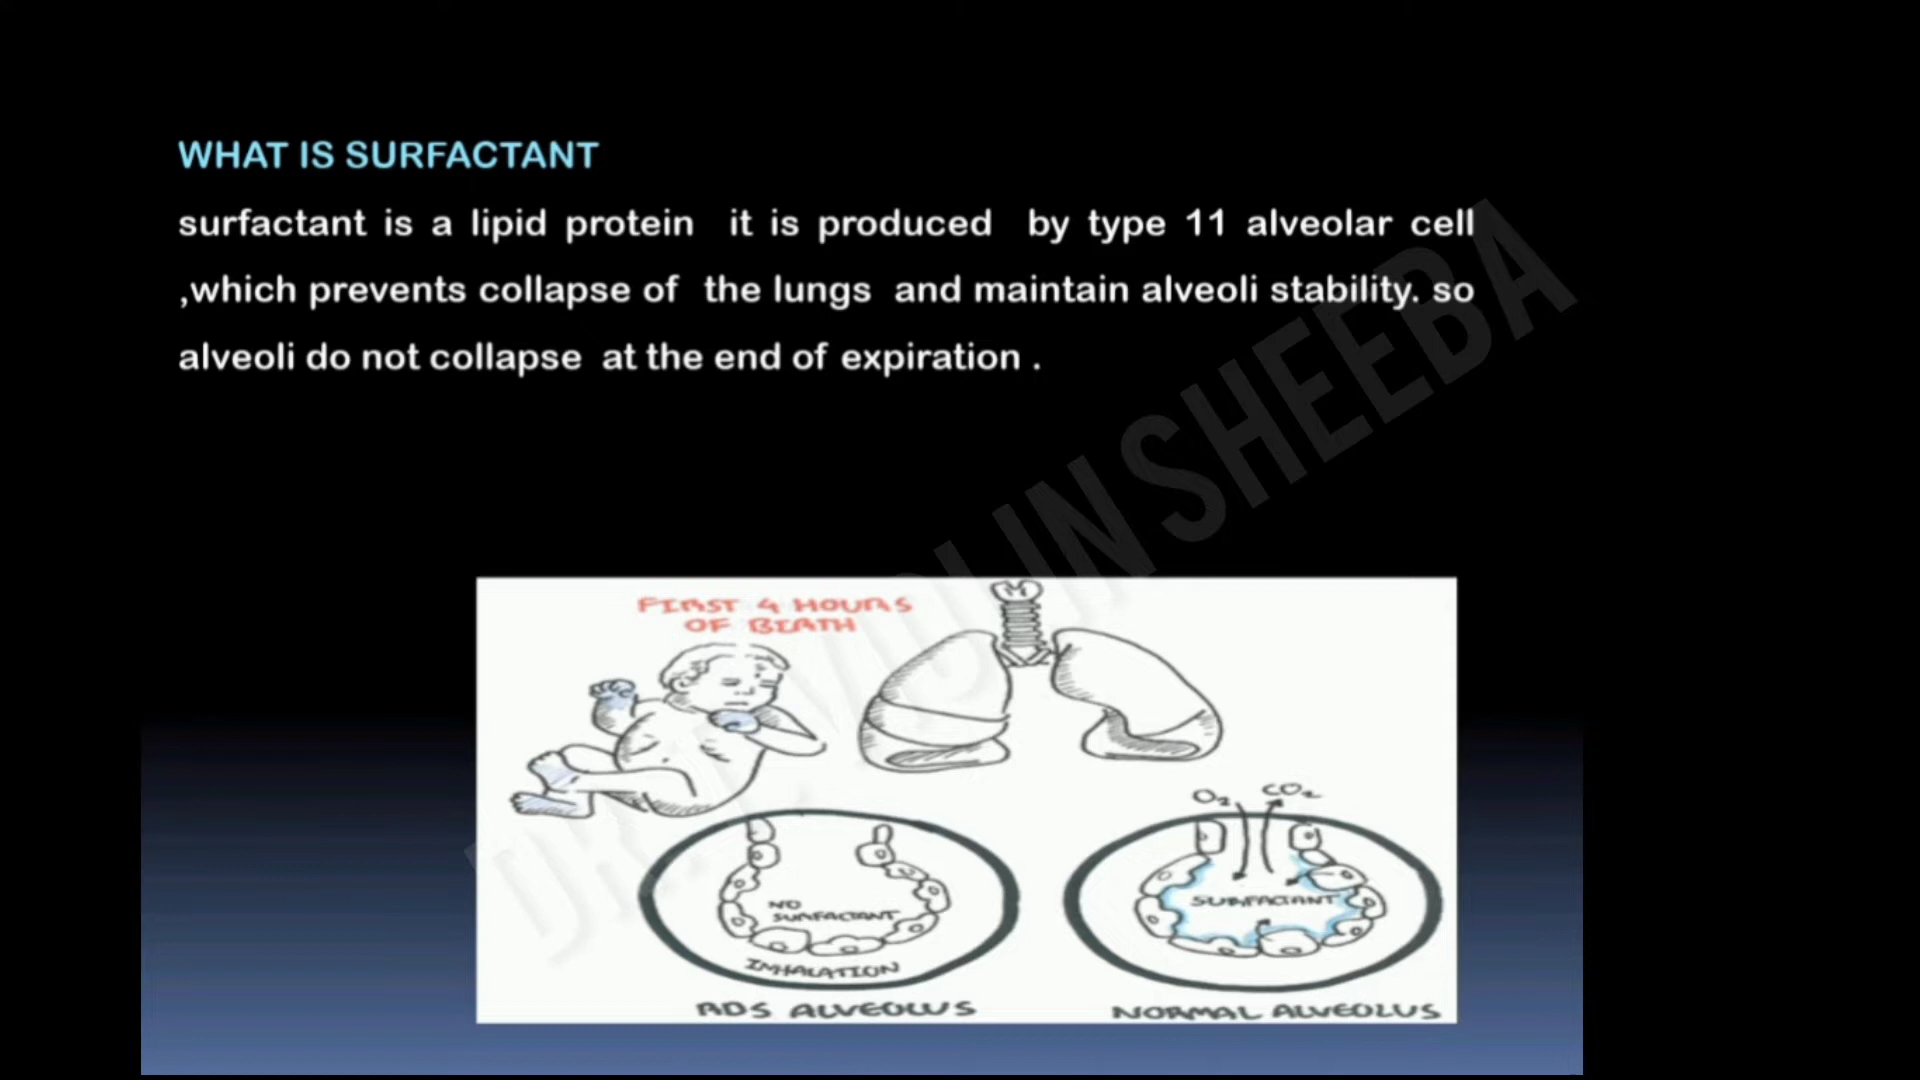 WHAT IS SURFACTANT
surfactant is a lipid protein it is produced by type 11 alveolar cell
,which prevents collapse of the lungs and maintain alveoli stability. so
alveoli do not collapse at the end of expiration .
FIRST 4 HOURS
OF BIRTH
O₂ CO₂
NO
SURFACTANT
SURFACTANT
INHALATION
RDS ALVEOLUS
NORMAL ALVEOLUS
SHEEBA